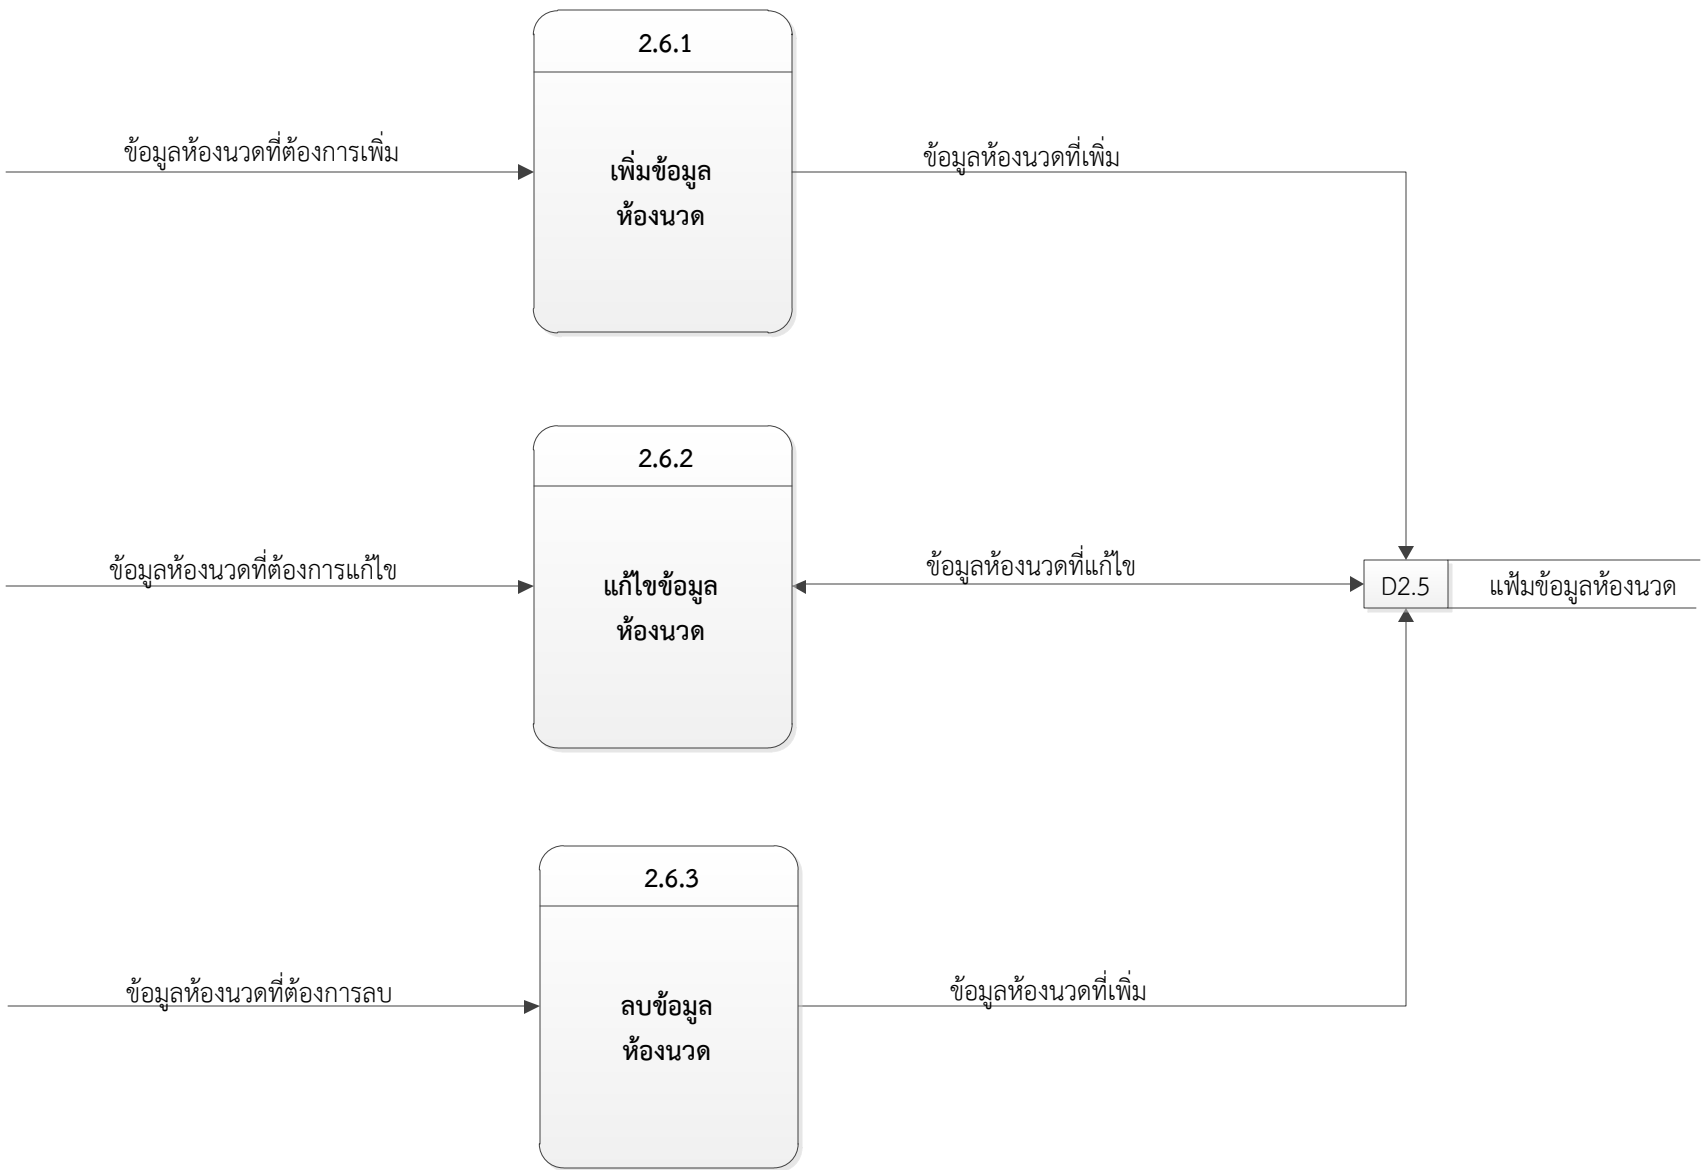 2.6.1
ข้อมูลห้องนวดที่ต้องการเพิ่ม
เพิ่มข้อมูล
ห้องนวด
ข้อมูลห้องนวดที่เพิ่ม
2.6.2
ข้อมูลห้องนวดที่ต้องการแก้ไข
แก้ไขข้อมูล
ห้องนวด
ข้อมูลห้องนวดที่แก้ไข
D2.5
แฟ้มข้อมูลห้องนวด
2.6.3
ข้อมูลห้องนวดที่ต้องการลบ
ลบข้อมูล
ห้องนวด
ข้อมูลห้องนวดที่เพิ่ม